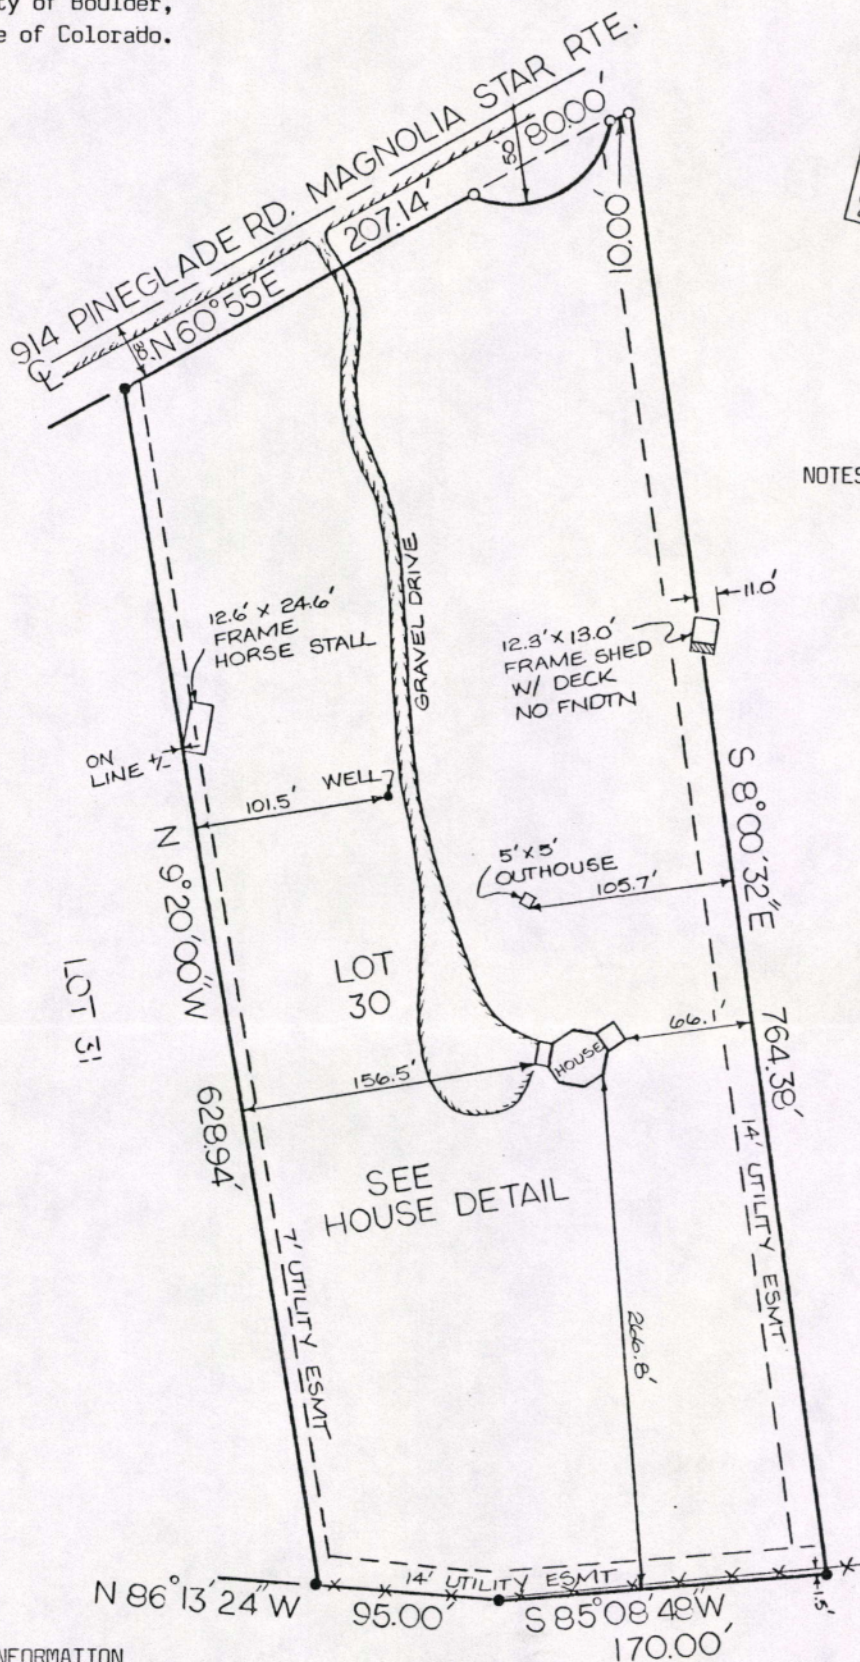 ty of Boulder,
e of Colorado.
914 PINEGLADE RD. MAGNOLIA STAR RTE.
℄
N 60°55'E
207.14'
50'
80.00'
10.00'
NOTES
12.6' x 24.6'
FRAME
HORSE STALL
GRAVEL DRIVE
11.0'
12.3' x 13.0'
FRAME SHED
W/ DECK
NO FNDTN
ON
LINE +/-
WELL
101.5'
N 9°20'00"W
628.94'
S 8°00'32"E
764.38'
5' x 5'
OUTHOUSE
105.7'
LOT
30
LOT 31
HOUSE
66.1'
156.5'
SEE
HOUSE DETAIL
266.8'
7' UTILITY ESMT
14' UTILITY ESMT
14' UTILITY ESMT
N 86°13'24"W
95.00'
S 85°08'48"W
170.00'
1.5'
NFORMATION